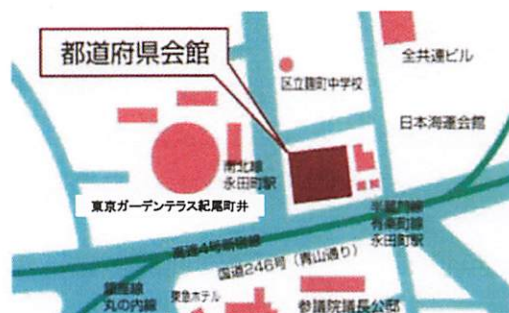 都道府県会館
全共連ビル
区立麹町中学校
日本海運会館
南北線
永田町駅
東京ガーデンテラス紀尾町井
半蔵門線
有楽町線
永田町駅
高速4号新宿線
国道246号(青山通り)
銀座線
丸の内線
東急ホテル
参議院議長公邸